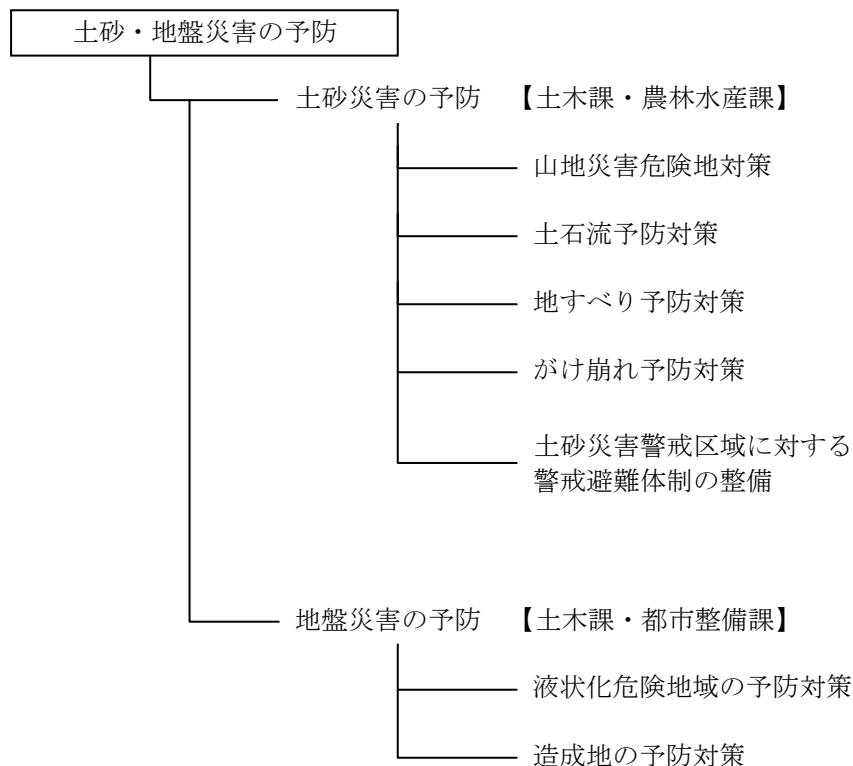 土砂・地盤災害の予防
土砂災害の予防 【土木課・農林水産課】
山地災害危険地対策
土石流予防対策
地すべり予防対策
がけ崩れ予防対策
土砂災害警戒区域に対する
警戒避難体制の整備
地盤災害の予防 【土木課・都市整備課】
液状化危険地域の予防対策
造成地の予防対策